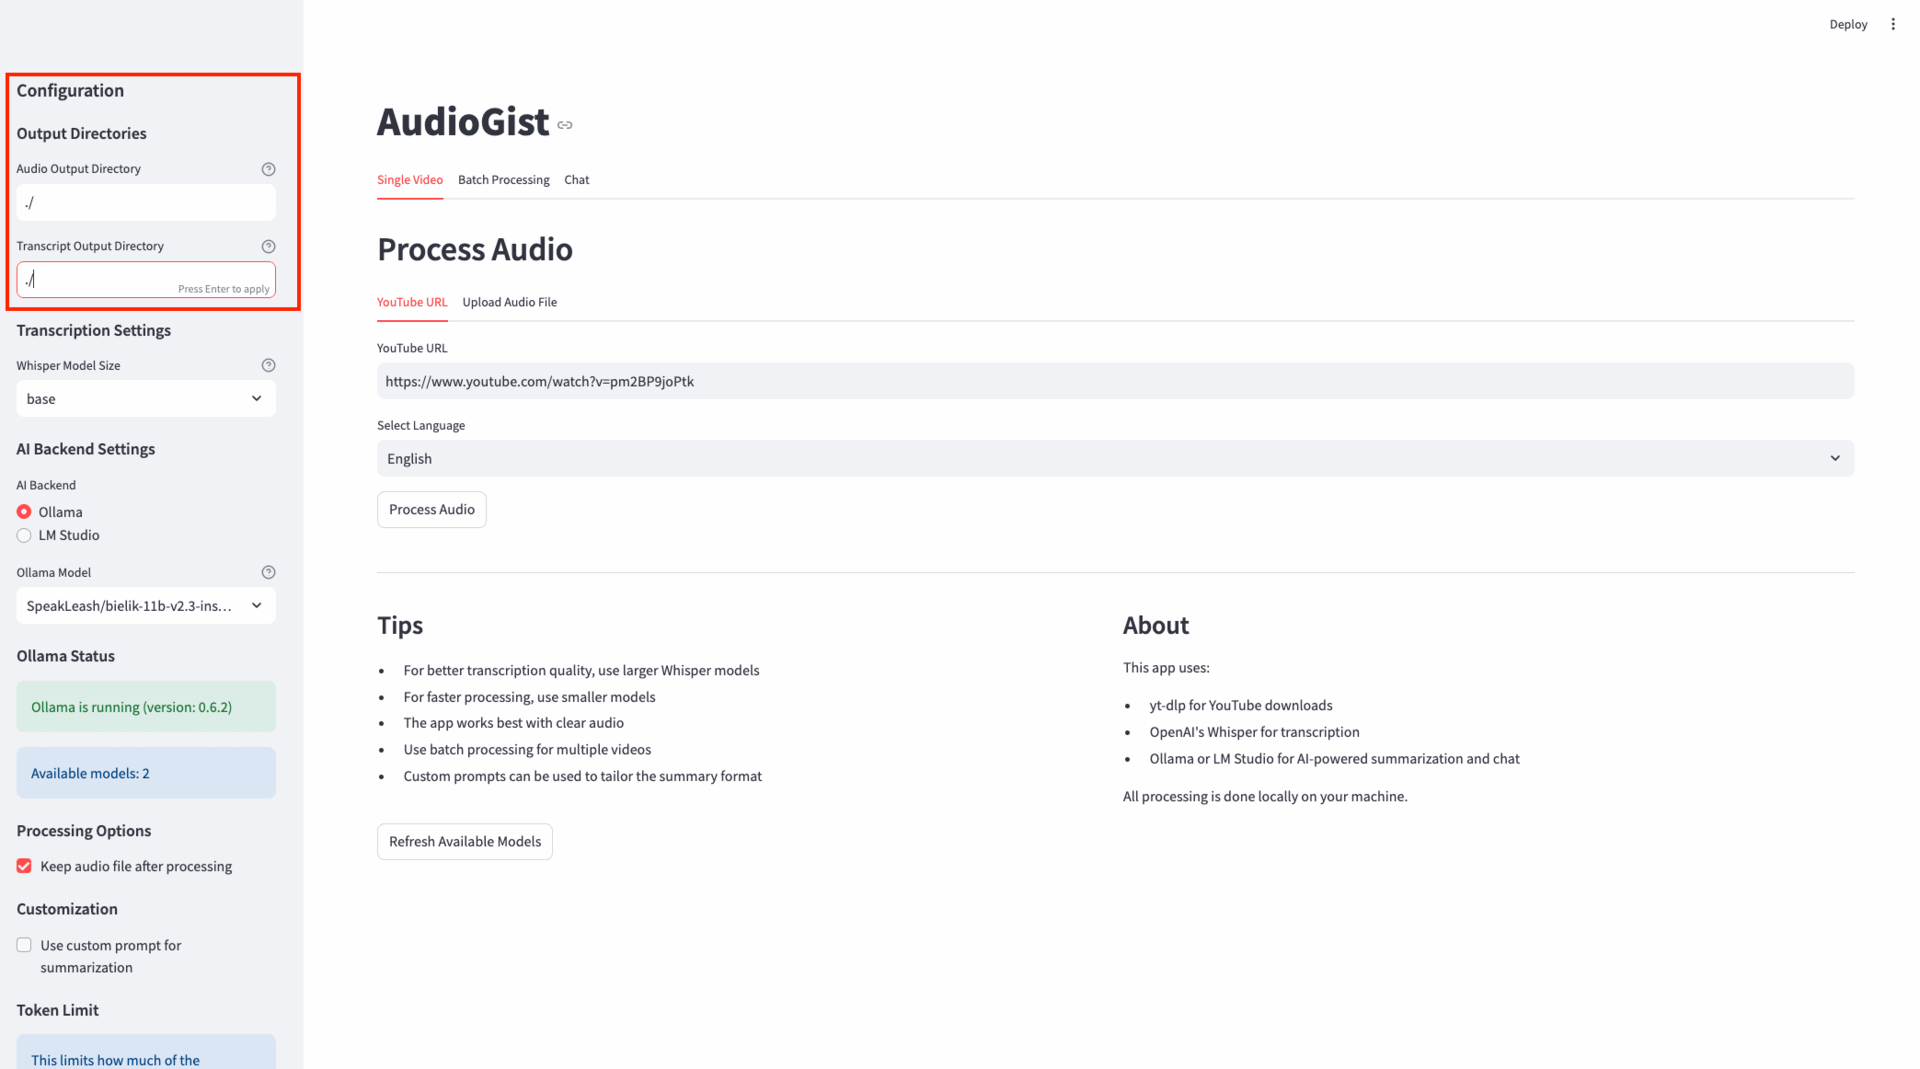 Deploy
Configuration
Output Directories
Audio Output Directory
./
Transcript Output Directory
./
Press Enter to apply
Transcription Settings
Whisper Model Size
base
AI Backend Settings
AI Backend
Ollama
LM Studio
Ollama Model
SpeakLeash/bielik-11b-v2.3-ins...
Ollama Status
Ollama is running (version: 0.6.2)
Available models: 2
Processing Options
Keep audio file after processing
Customization
Use custom prompt for
summarization
Token Limit
This limits how much of the
AudioGist
Single Video Batch Processing Chat
Process Audio
YouTube URL Upload Audio File
YouTube URL
https://www.youtube.com/watch?v=pm2BP9joPtk
Select Language
English
Process Audio
Tips
• For better transcription quality, use larger Whisper models
• For faster processing, use smaller models
• The app works best with clear audio
• Use batch processing for multiple videos
• Custom prompts can be used to tailor the summary format
Refresh Available Models
About
This app uses:
• yt-dlp for YouTube downloads
• OpenAI's Whisper for transcription
• Ollama or LM Studio for AI-powered summarization and chat
All processing is done locally on your machine.